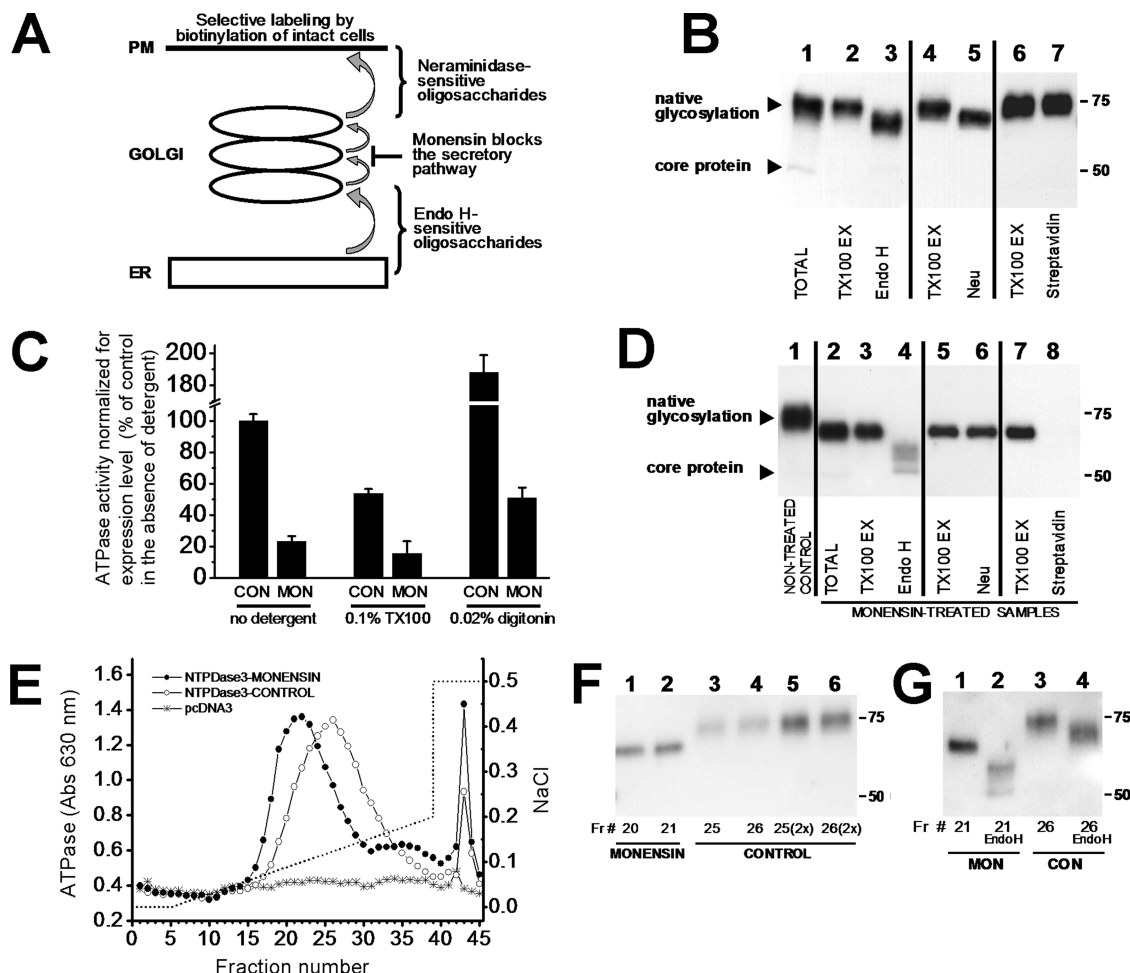 A
Selective labeling by
biotinylation of intact cells
PM
Neraminidase-
sensitive
oligosaccharides
GOLGI
Monensin blocks
the secretory
pathway
Endo H-
sensitive
oligosaccharides
ER
B
1 2 3 4 5 6 7
native
glycosylation
core protein
- 75
- 50
TOTAL
TX100 EX
Endo H
TX100 EX
Neu
TX100 EX
Streptavidin
C
ATPase activity normalized for
expression level (% of control
in the absence of detergent)
200
180
100
80
60
40
20
0
CON MON CON MON CON MON
no detergent 0.1% TX100 0.02% digitonin
D
1 2 3 4 5 6 7 8
native
glycosylation
core protein
-75
-50
NON-TREATED
CONTROL
TOTAL
TX100 EX
Endo H
TX100 EX
Neu
TX100 EX
Streptavidin
MONENSIN-TREATED SAMPLES
E
ATPase (Abs 630 nm)
1.6
1.4
1.2
1.0
0.8
0.6
0.4
0.2
NTPDase3-MONENSIN
NTPDase3-CONTROL
pcDNA3
0.5
0.4
0.3
0.2
0.1
0.0
NaCl
0 5 10 15 20 25 30 35 40 45
Fraction number
F
1 2 3 4 5 6
-75
-50
Fr# 20 21 25 26 25(2x) 26(2x)
MONENSIN CONTROL
G
1 2 3 4
-75
-50
Fr # 21 21 26 26
EndoH EndoH
MON CON